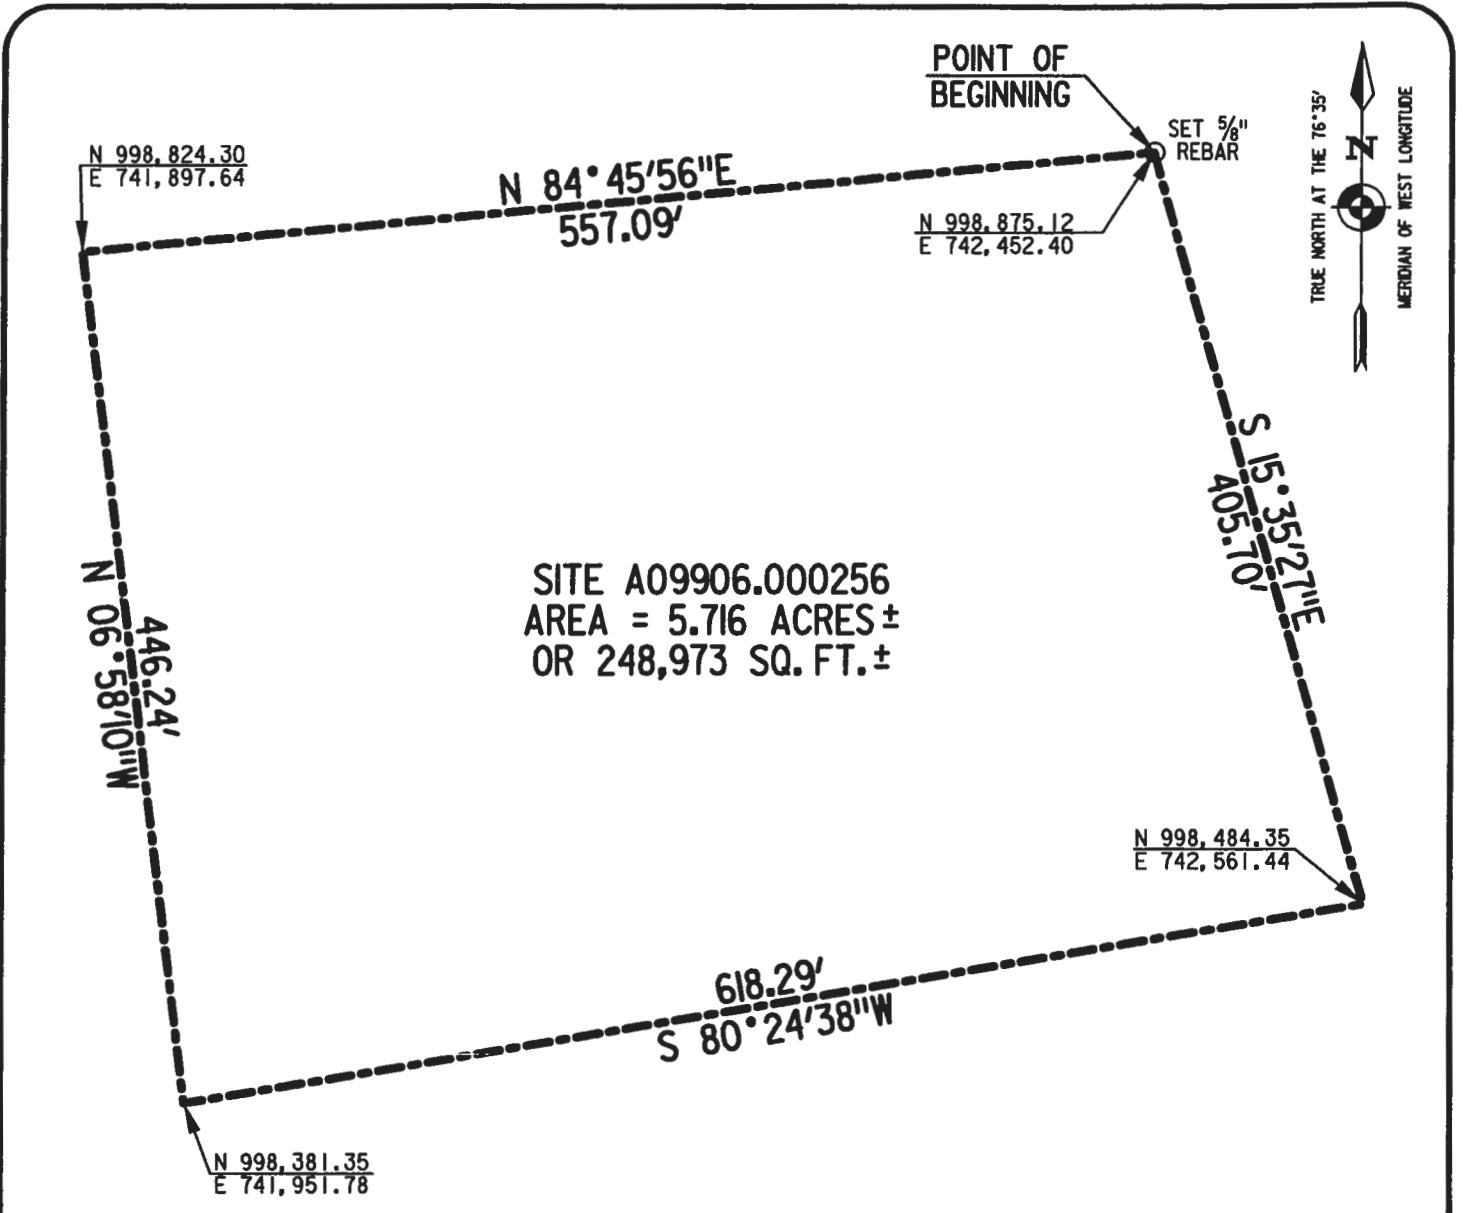 POINT OF
BEGINNING
SET 5/8"
REBAR
TRUE NORTH AT THE 76°35'
MERIDIAN OF WEST LONGITUDE
N
N 998,824.30
E 741,897.64
N 84°45'56"E
557.09'
N 998,875.12
E 742,452.40
S 15°35'27"E
405.70'
SITE A09906.000256
AREA = 5.716 ACRES±
OR 248,973 SQ. FT.±
446.24'
N 06°58'10"W
N 998,484.35
E 742,561.44
618.29'
S 80°24'38"W
N 998,381.35
E 741,951.78